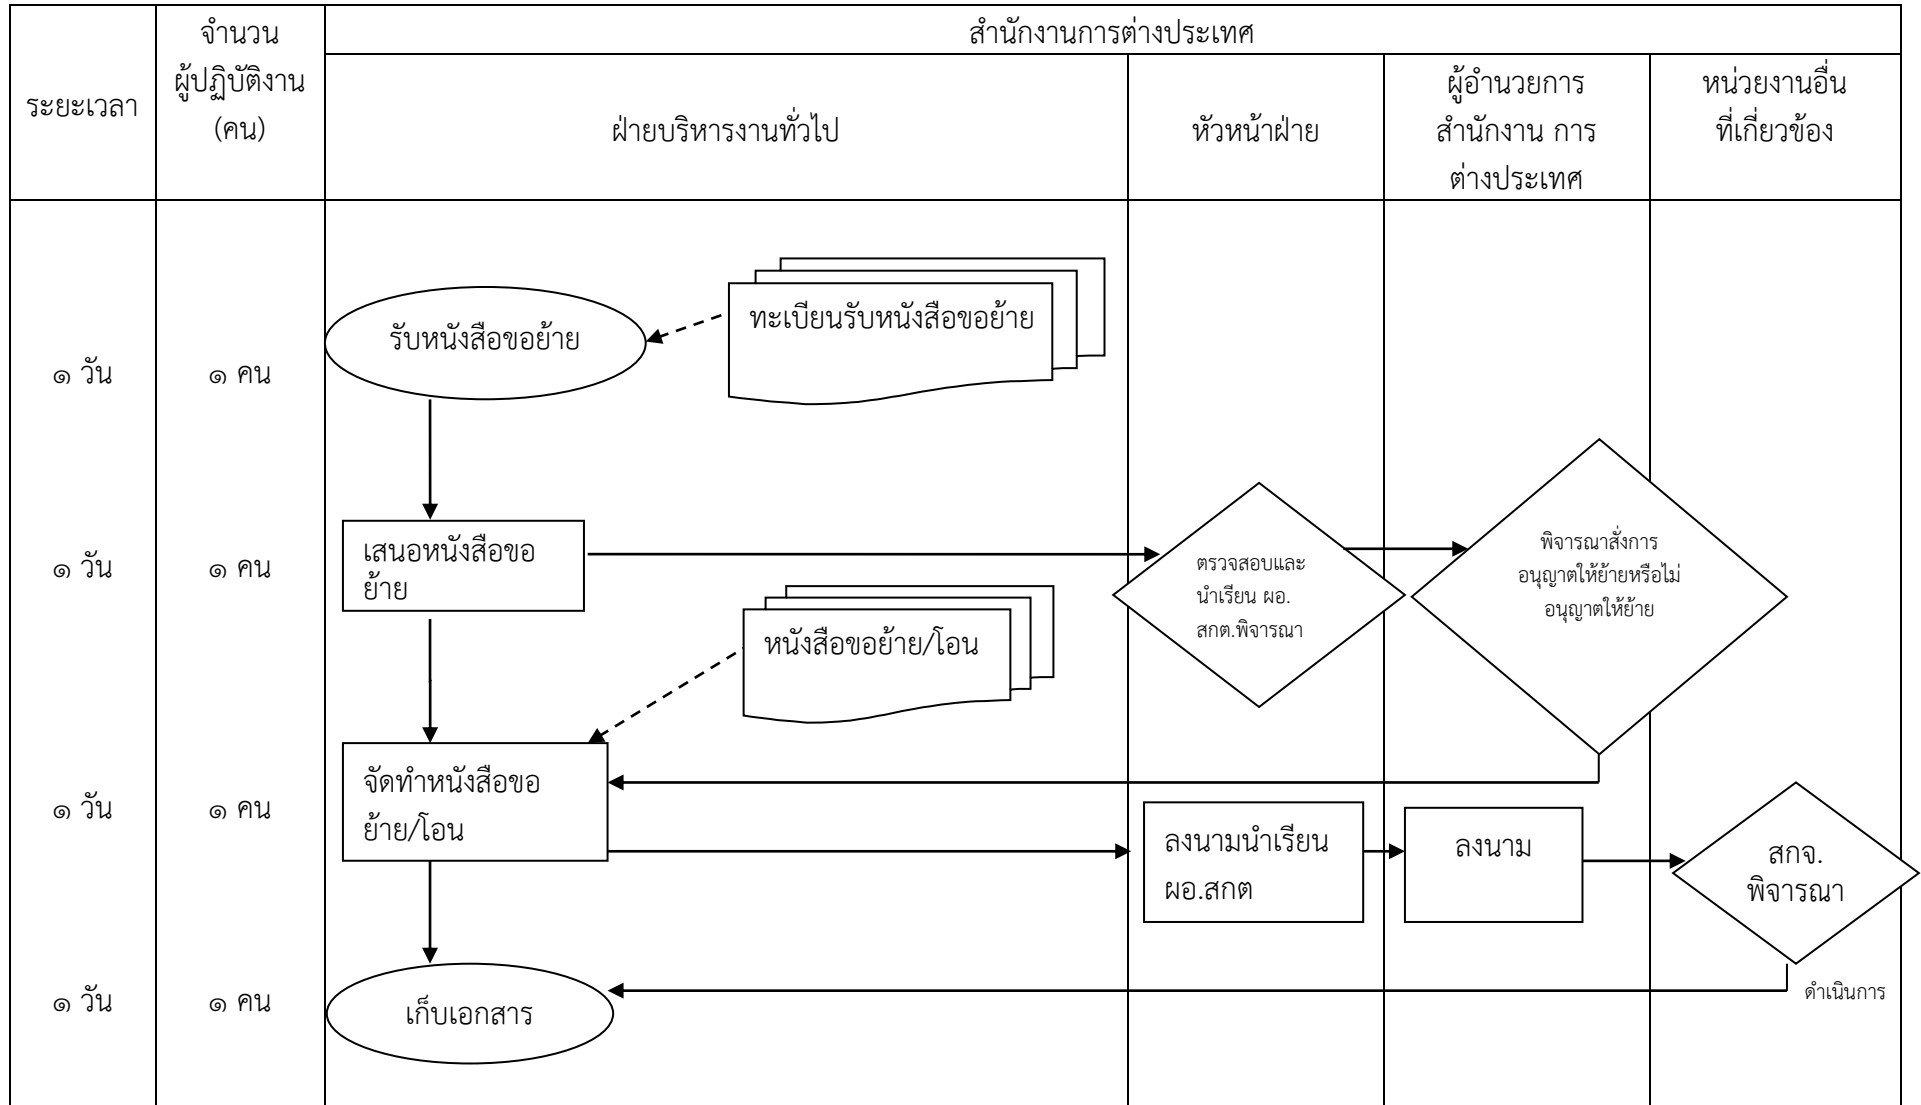 ระยะเวลา
จำนวน
ผู้ปฏิบัติงาน
(คน)
สำนักงานการต่างประเทศ
ฝ่ายบริหารงานทั่วไป
หัวหน้าฝ่าย
ผู้อำนวยการ
สำนักงาน การ
ต่างประเทศ
หน่วยงานอื่น
ที่เกี่ยวข้อง
๑ วัน
๑ คน
รับหนังสือขอย้าย
ทะเบียนรับหนังสือขอย้าย
๑ วัน
๑ คน
เสนอหนังสือขอ
ย้าย
ตรวจสอบและ
นำเรียน ผอ.
สกต.พิจารณา
พิจารณาสั่งการ
อนุญาตให้ย้ายหรือไม่
อนุญาตให้ย้าย
หนังสือขอย้าย/โอน
๑ วัน
๑ คน
จัดทำหนังสือขอ
ย้าย/โอน
ลงนามนำเรียน
ผอ.สกต
ลงนาม
สกจ.
พิจารณา
๑ วัน
๑ คน
เก็บเอกสาร
ดำเนินการ